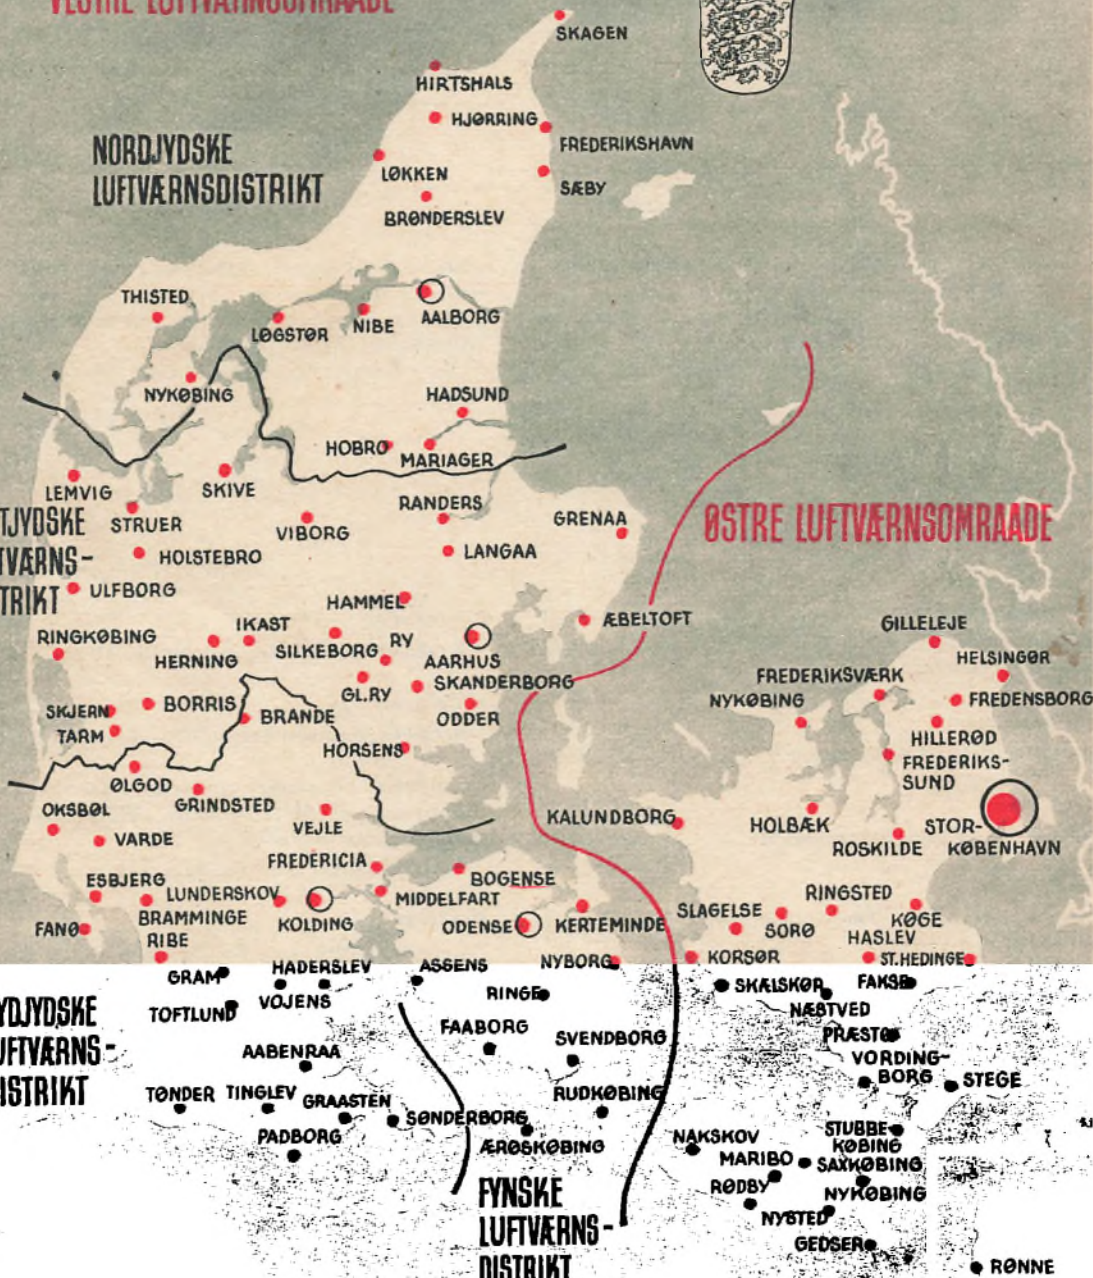 VESTRE LUFTVÆRNSOMRAADE
SKAGEN
HIRTSHALS
HJØRRING
FREDERIKSHAVN
NORDJYDSKE
LUFTVÆRNSDISTRIKT
LØKKEN
SÆBY
BRØNDERSLEV
THISTED
LØGSTØR
NIBE
AALBORG
NYKØBING
HADSUND
HOBRO
MARIAGER
LEMVIG
SKIVE
RANDERS
GRENAA
ØSTRE LUFTVÆRNSOMRAADE
TJYDSKE
TVÆRNS-
TRIKT
STRUER
VIBORG
HOLSTEBRO
LANGAA
ULFBORG
HAMMEL
ÆBELTOFT
RINGKØBING
IKAST
HERNING
SILKEBORG
RY
AARHUS
GILLELEJE
HELSINGØR
GL.RY
SKANDERBORG
FREDERIKSVÆRK
NYKØBING
FREDENSBORG
SKJERN
BORRIS
BRANDE
ODDER
TARM
HILLERØD
HORSENS
FREDERIKS-
SUND
ØLGOD
GRINDSTED
OKSBØL
VARDE
VEJLE
KALUNDBORG
HOLBÆK
STOR-
KØBENHAVN
ROSKILDE
FREDERICIA
BOGENSE
ESBJERG
LUNDERSKOV
MIDDELFART
RINGSTED
BRAMMINGE
KOLDING
ODENSE
KERTEMINDE
SLAGELSE
SORØ
KØGE
FANØ
RIBE
HASLEV
NYBORG
KORSØR
ST.HEDINGE
GRAM
HADERSLEV
ASSENS
VOJENS
RINGE
SKÆLSKØR
FAKSE
NÆSTVED
TOFTLUND
YDJYDSKE
UFTVÆRNS-
ISTRIKT
FAABORG
SVENDBORG
PRÆSTØ
AABENRAA
VORDING-
BORG
STEGE
TØNDER
TINGLEV
GRAASTEN
RUDKØBING
SØNDERBORG
PADBORG
ÆRØSKØBING
NAKSKOV
STUBBE-
KØBING
MARIBO
SAXKØBING
RØDBY
NYKØBING
FYNSKE
LUFTVÆRNS-
DISTRIKT
NYSTED
GEDSER
RØNNE